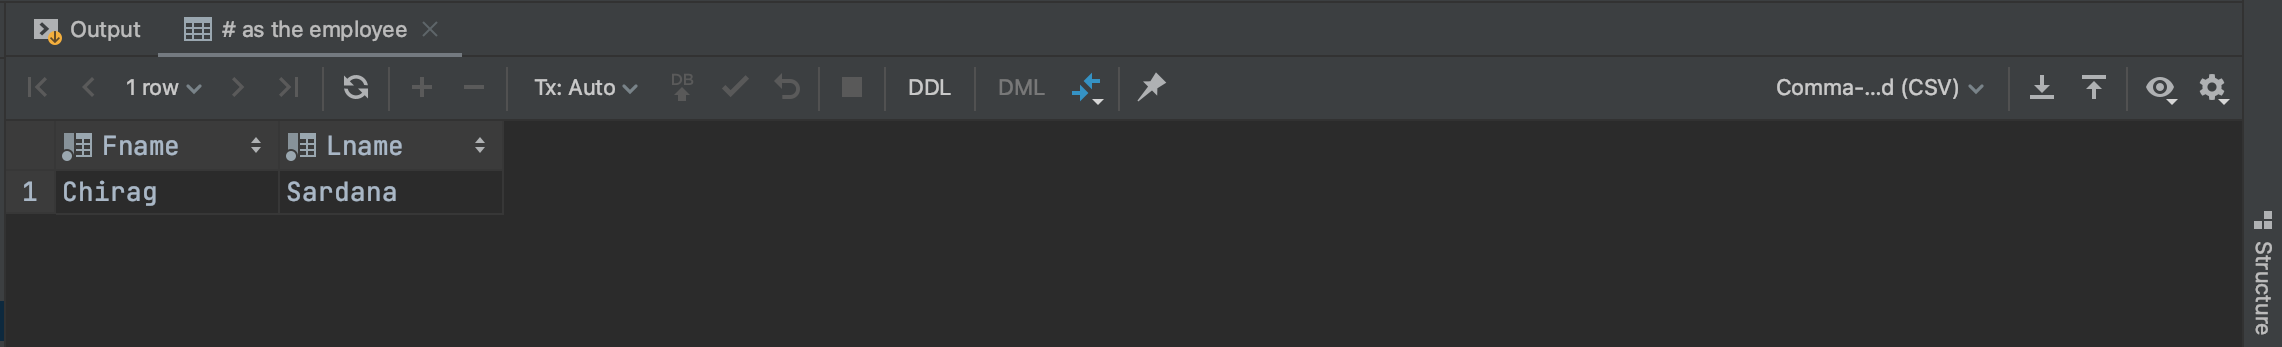 Output # as the employee
1 row Tx: Auto DB DDL DML Comma-...d (CSV)
Fname Lname
1 Chirag Sardana
Structure